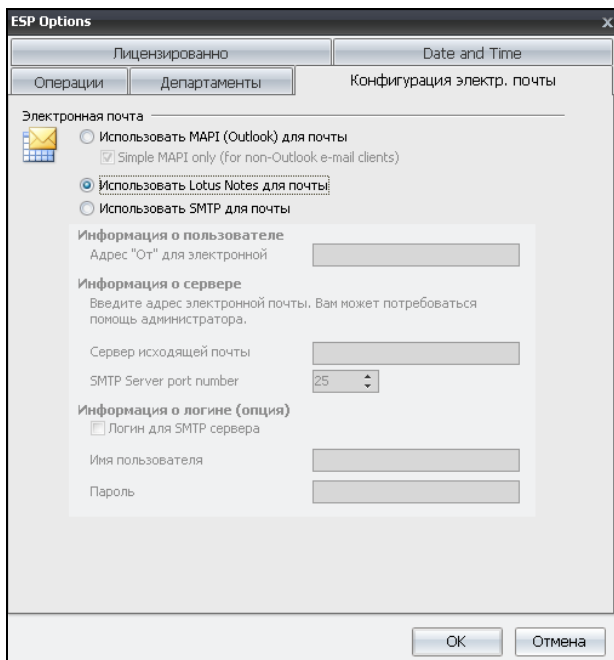 ESP Options
x
Лицензированно
Date and Time
Операции
Департаменты
Конфигурация электр. почты
Электронная почта
Использовать MAPI (Outlook) для почты
Simple MAPI only (for non-Outlook e-mail clients)
Использовать Lotus Notes для почты
Использовать SMTP для почты
Информация о пользователе
Адрес "От" для электронной
Информация о сервере
Введите адрес электронной почты. Вам может потребоваться
помощь администратора.
Сервер исходящей почты
SMTP Server port number
25
Информация о логине (опция)
Логин для SMTP сервера
Имя пользователя
Пароль
OK
Отмена